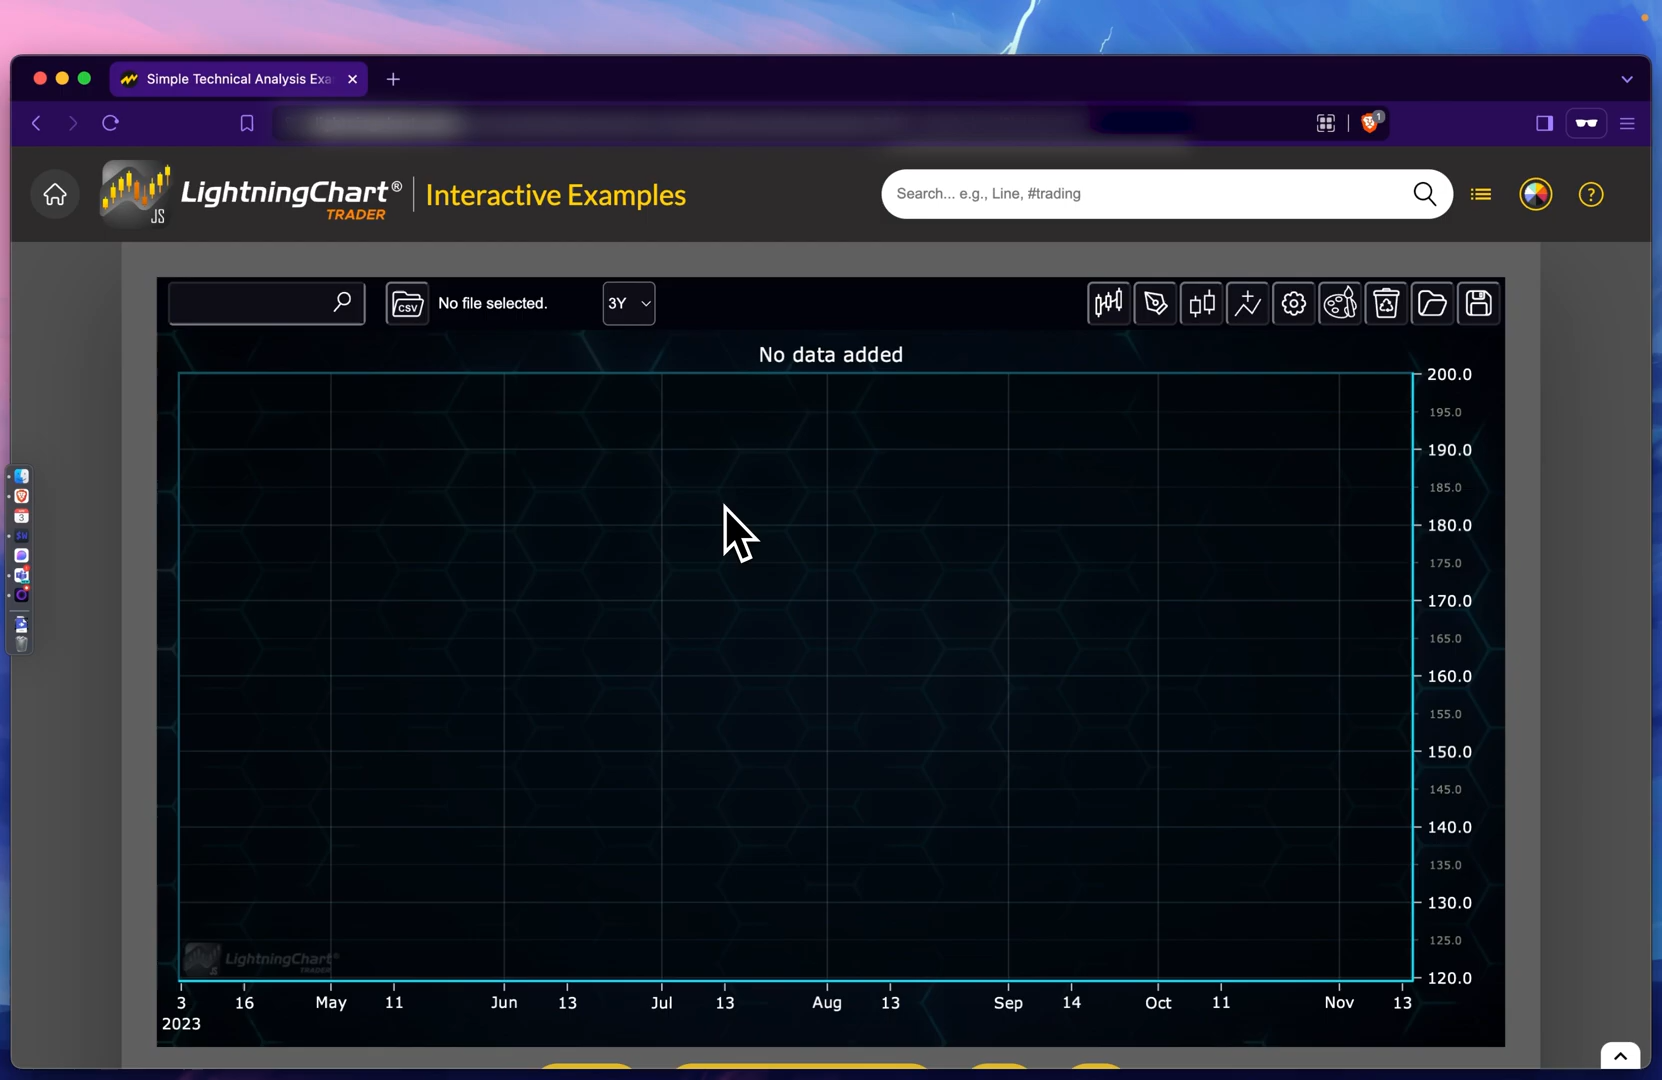 Simple Technical Analysis Exa
1
LightningChart®
TRADER
JS
Interactive Examples
Search... e.g., Line, #trading
?
CSV
No file selected.
3Y
No data added
200.0
195.0
190.0
185.0
180.0
175.0
170.0
165.0
160.0
155.0
150.0
145.0
140.0
135.0
130.0
125.0
120.0
LightningChart®
TRADER
3 16 May 11 Jun 13 Jul 13 Aug 13 Sep 14 Oct 11 Nov 13
2023
3